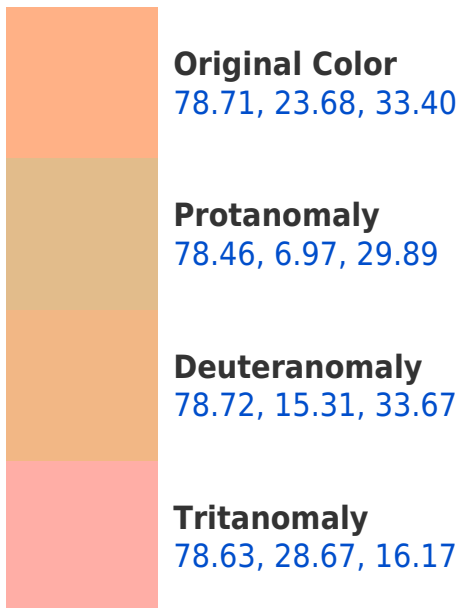 Original Color
78.71, 23.68, 33.40
Protanomaly
78.46, 6.97, 29.89
Deuteranomaly
78.72, 15.31, 33.67
Tritanomaly
78.63, 28.67, 16.17